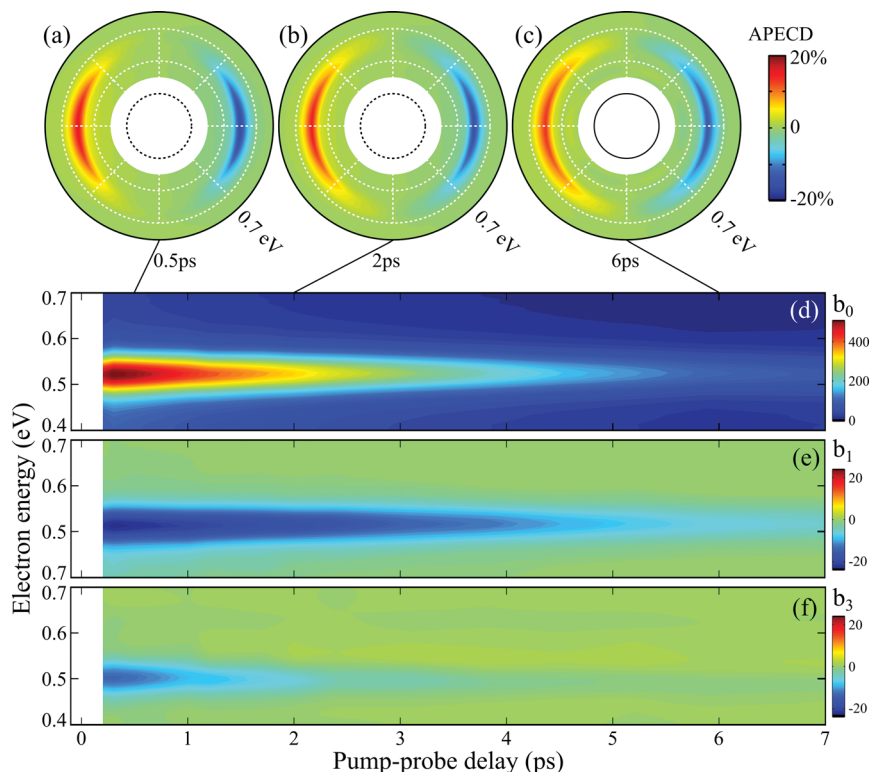 (a)
(b)
(c)
APECD
20%
0
-20%
0.7 eV
0.7 eV
0.7 eV
0.5ps
2ps
6ps
0.7
0.6
0.5
0.4
(d)
b0
400
200
0
0.7
0.6
0.5
0.7
(e)
b1
20
0
-20
0.7
0.6
0.5
0.4
(f)
b3
20
0
-20
Electron energy (eV)
0 1 2 3 4 5 6 7
Pump-probe delay (ps)